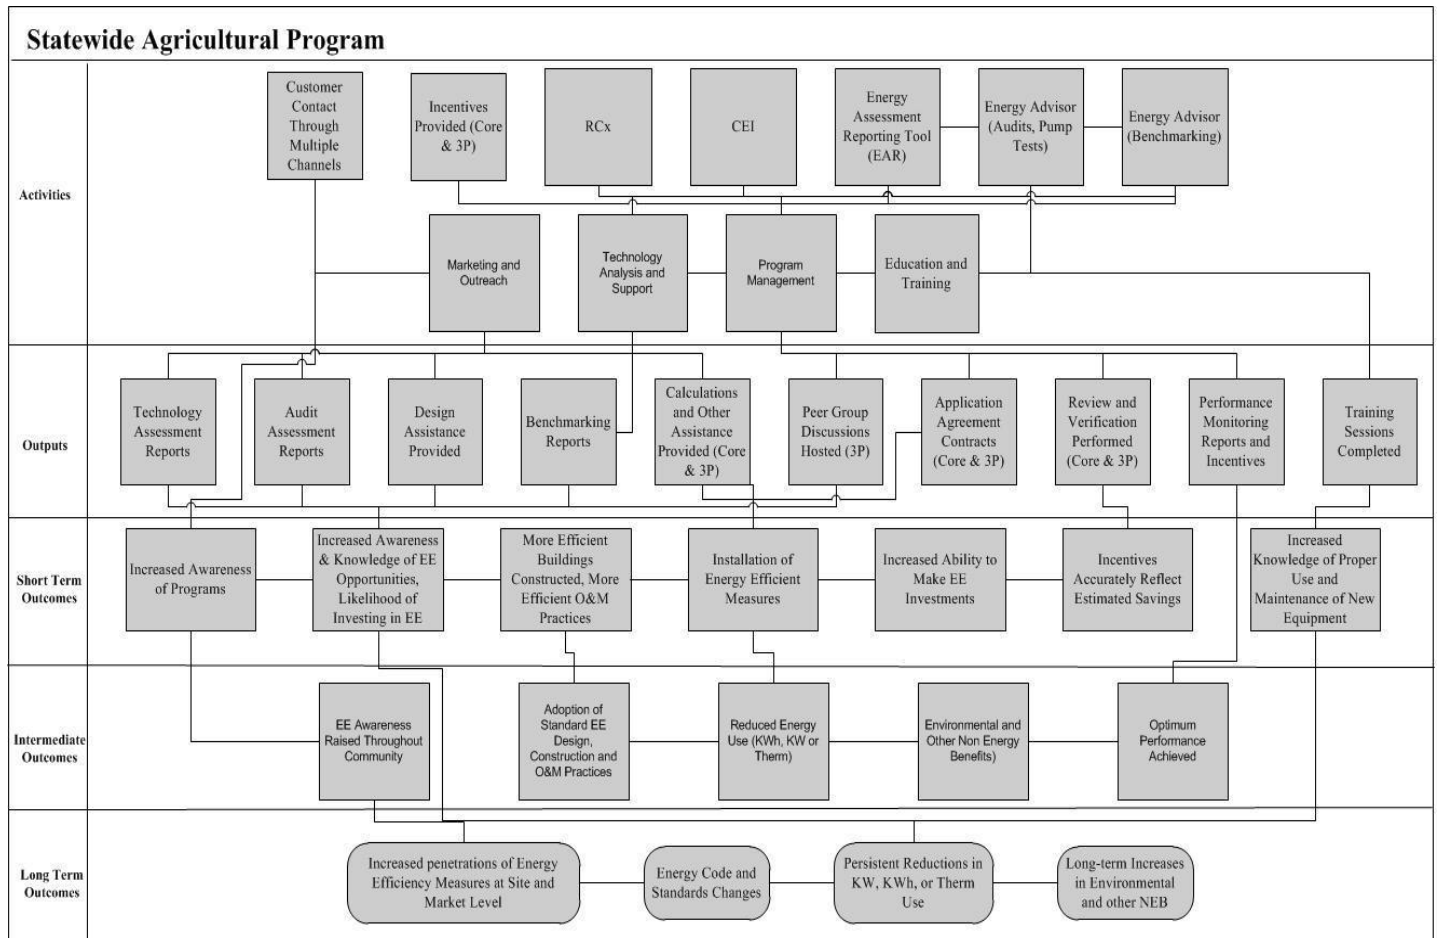 Statewide Agricultural Program
Activities
Customer
Contact
Through
Multiple
Channels
Incentives
Provided (Core
& 3P)
RCx
CEI
Energy
Assessment
Reporting Tool
(EAR)
Energy Advisor
(Audits, Pump
Tests)
Energy Advisor
(Benchmarking)
Marketing and
Outreach
Technology
Analysis and
Support
Program
Management
Education and
Training
Outputs
Technology
Assessment
Reports
Audit
Assessment
Reports
Design
Assistance
Provided
Benchmarking
Reports
Calculations
and Other
Assistance
Provided (Core
& 3P)
Peer Group
Discussions
Hosted (3P)
Application
Agreement
Contracts
(Core & 3P)
Review and
Verification
Performed
(Core & 3P)
Performance
Monitoring
Reports and
Incentives
Training
Sessions
Completed
Short Term
Outcomes
Increased Awareness
of Programs
Increased Awareness
& Knowledge of EE
Opportunities,
Likelihood of
Investing in EE
More Efficient
Buildings
Constructed, More
Efficient O&M
Practices
Installation of
Energy Efficient
Measures
Increased Ability to
Make EE
Investments
Incentives
Accurately Reflect
Estimated Savings
Increased
Knowledge of Proper
Use and
Maintenance of New
Equipment
Intermediate
Outcomes
EE Awareness
Raised Throughout
Community
Adoption of
Standard EE
Design,
Construction and
O&M Practices
Reduced Energy
Use (KWh, KW or
Therm)
Environmental and
Other Non Energy
Benefits)
Optimum
Performance
Achieved
Long Term
Outcomes
Increased penetrations of Energy
Efficiency Measures at Site and
Market Level
Energy Code and
Standards Changes
Persistent Reductions in
KW, KWh, or Therm
Use
Long-term Increases
in Environmental
and other NEB